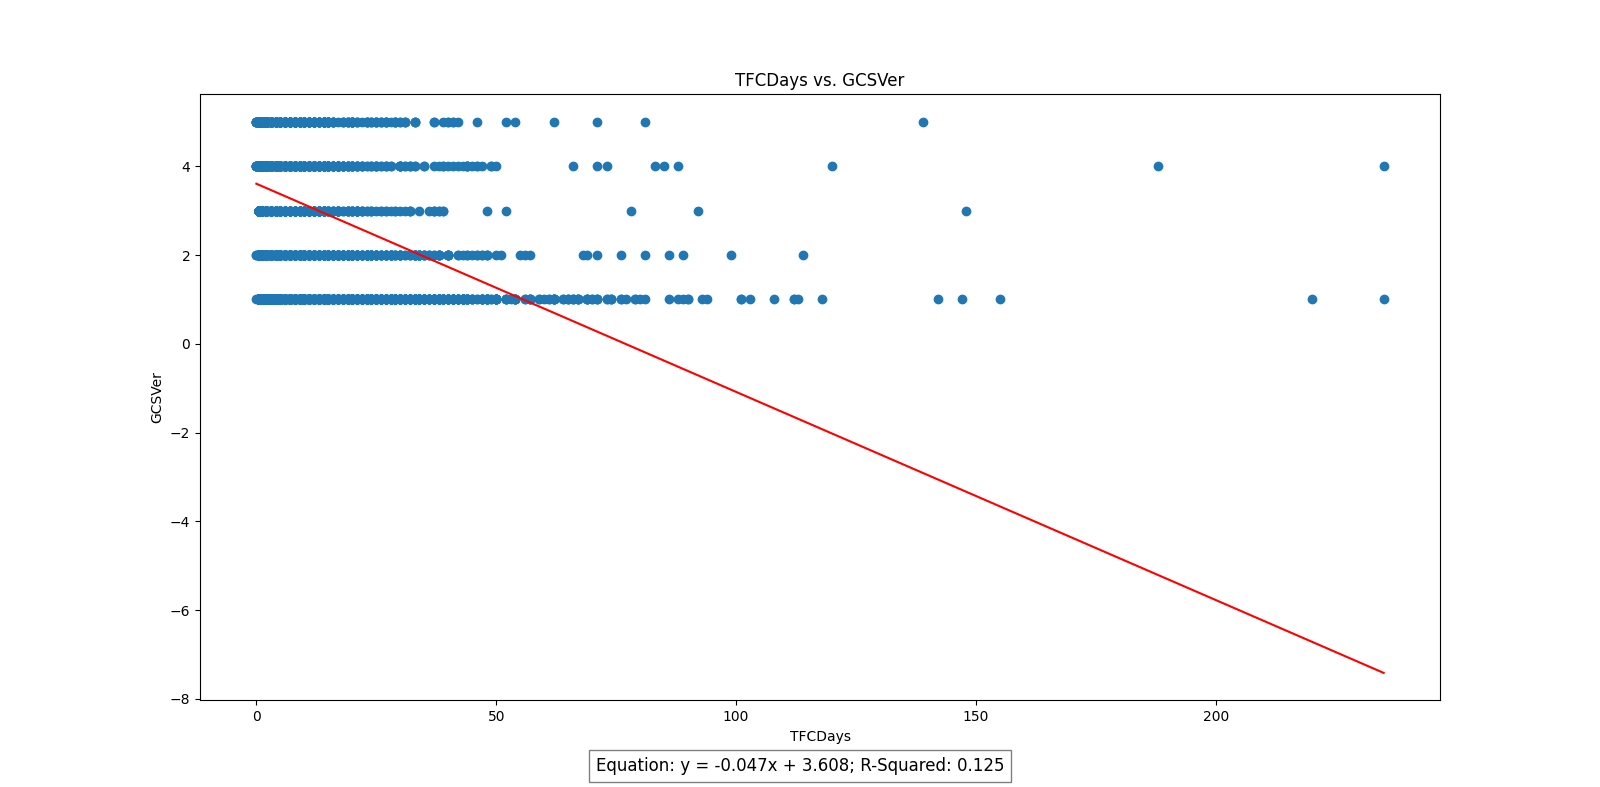 TFCDays vs. GCSVer
4
2
0
−2
−4
−6
−8
GCSVer
0 50 100 150 200
TFCDays
Equation: y = -0.047x + 3.608; R-Squared: 0.125